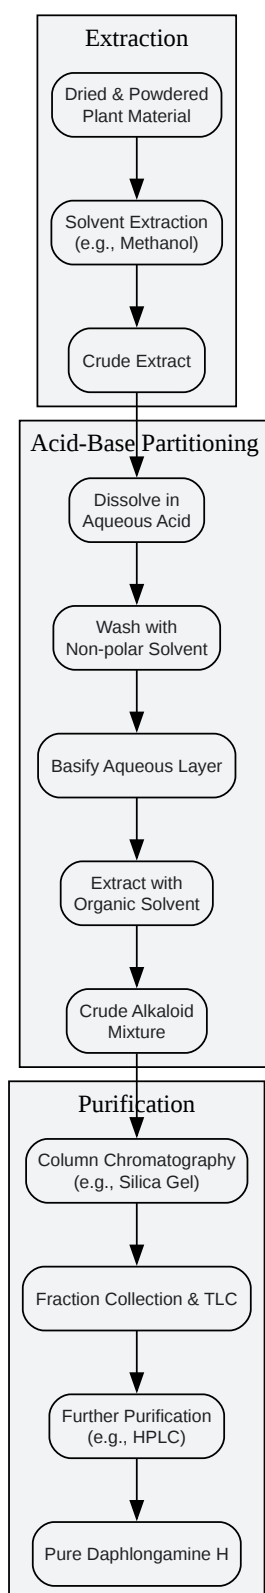 Extraction
Dried & Powdered
Plant Material
Solvent Extraction
(e.g., Methanol)
Crude Extract
Acid-Base Partitioning
Dissolve in
Aqueous Acid
Wash with
Non-polar Solvent
Basify Aqueous Layer
Extract with
Organic Solvent
Crude Alkaloid
Mixture
Purification
Column Chromatography
(e.g., Silica Gel)
Fraction Collection & TLC
Further Purification
(e.g., HPLC)
Pure Daphlongamine H